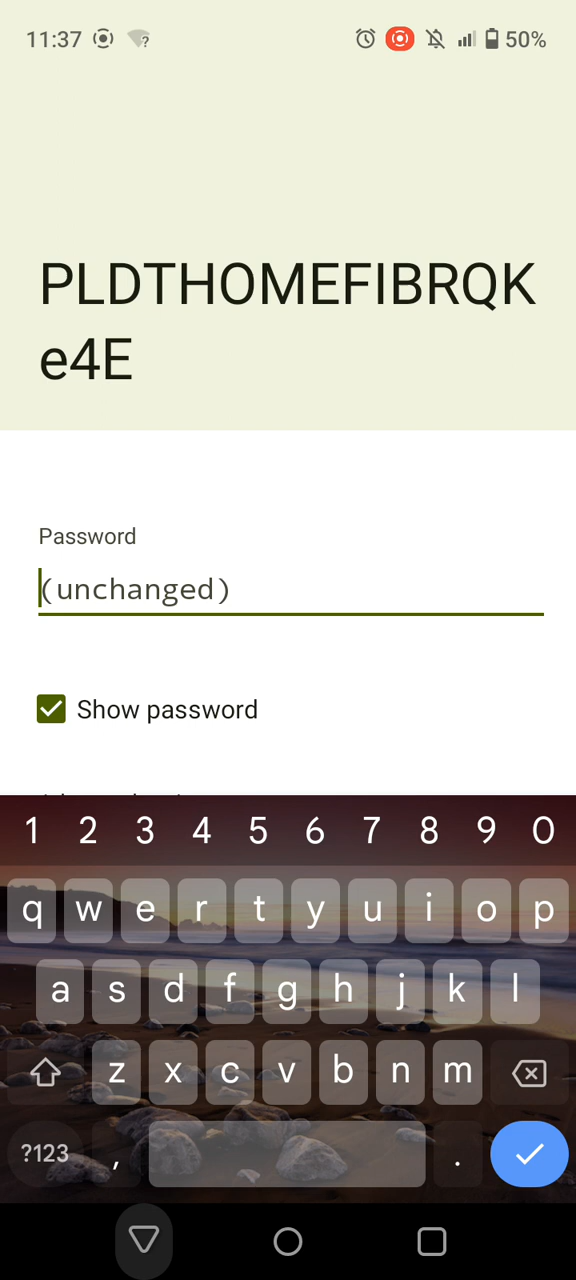 11:37 50%
PLDTHOMEFIBRQK
e4E
Password
(unchanged)
Show password
1 2 3 4 5 6 7 8 9 0
q w e r t y u i o p
a s d f g h j k l
z x c v b n m
?123 , .